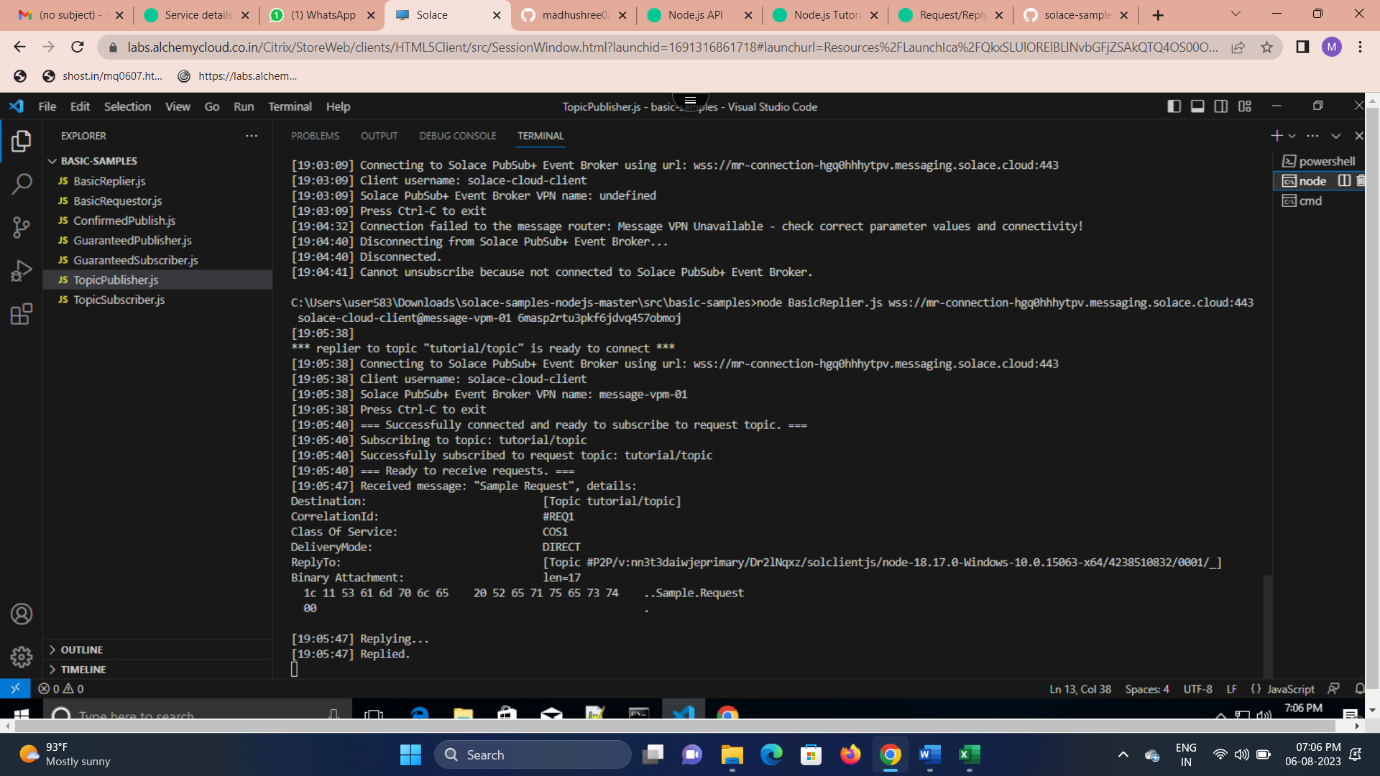 (no subject) -
Service details
(1) WhatsApp
Solace
madhushree0
Node.js API
Node.js Tutori
Request/Reply
solace-sample
labs.alchemycloud.co.in/Citrix/StoreWeb/clients/HTML5Client/src/SessionWindow.html?launchid=1691316861718#launchurl=Resources%2FLaunchIca%2F
M
shost.in/mq0607.ht...
https://labs.alchem...
File Edit Selection View Go Run Terminal Help
TopicPublisher.js - basic-samples - Visual Studio Code
EXPLORER
PROBLEMS OUTPUT DEBUG CONSOLE TERMINAL
BASIC-SAMPLES
JS BasicReplier.js
JS BasicRequestor.js
JS ConfirmedPublish.js
JS GuaranteedPublisher.js
JS GuaranteedSubscriber.js
JS TopicPublisher.js
JS TopicSubscriber.js
OUTLINE
TIMELINE
[19:03:09] Connecting to Solace PubSub+ Event Broker using url: wss://mr-connection-hgq0hhhytpv.messaging.solace.cloud:443
[19:03:09] Client username: solace-cloud-client
[19:03:09] Solace PubSub+ Event Broker VPN name: undefined
[19:03:09] Press Ctrl-C to exit
[19:04:32] Connection failed to the message router: Message VPN Unavailable - check correct parameter values and connectivity!
[19:04:40] Disconnecting from Solace PubSub+ Event Broker...
[19:04:40] Disconnected.
[19:04:41] Cannot unsubscribe because not connected to Solace PubSub+ Event Broker.
C:\Users\user583\Downloads\solace-samples-nodejs-master\src\basic-samples>node BasicReplier.js wss://mr-connection-hgq0hhhytpv.messaging.solace.cloud:443
solace-cloud-client@message-vpm-01 6masp2rtu3pkf6jdvq457obmoj
[19:05:38]
*** replier to topic "tutorial/topic" is ready to connect ***
[19:05:38] Connecting to Solace PubSub+ Event Broker using url: wss://mr-connection-hgq0hhhytpv.messaging.solace.cloud:443
[19:05:38] Client username: solace-cloud-client
[19:05:38] Solace PubSub+ Event Broker VPN name: message-vpm-01
[19:05:38] Press Ctrl-C to exit
[19:05:40] === Successfully connected and ready to subscribe to request topic. ===
[19:05:40] Subscribing to topic: tutorial/topic
[19:05:40] Successfully subscribed to request topic: tutorial/topic
[19:05:40] === Ready to receive requests. ===
[19:05:47] Received message: "Sample Request", details:
Destination: [Topic tutorial/topic]
CorrelationId: #REQ1
Class Of Service: COS1
DeliveryMode: DIRECT
ReplyTo: [Topic #P2P/v:nn3t3daiwjeprimary/Dr2lNqxz/solclientjs/node-18.17.0-Windows-10.0.15063-x64/4238510832/0001/_]
Binary Attachment: len=17
1c 11 53 61 6d 70 6c 65 20 52 65 71 75 65 73 74 ..Sample.Request
00 .
[19:05:47] Replying...
[19:05:47] Replied.
powershell
node
cmd
0 0
Ln 13, Col 38 Spaces: 4 UTF-8 LF {} JavaScript
Type here to search
7:06 PM
93°F
Mostly sunny
Search
ENG
IN
07:06 PM
06-08-2023